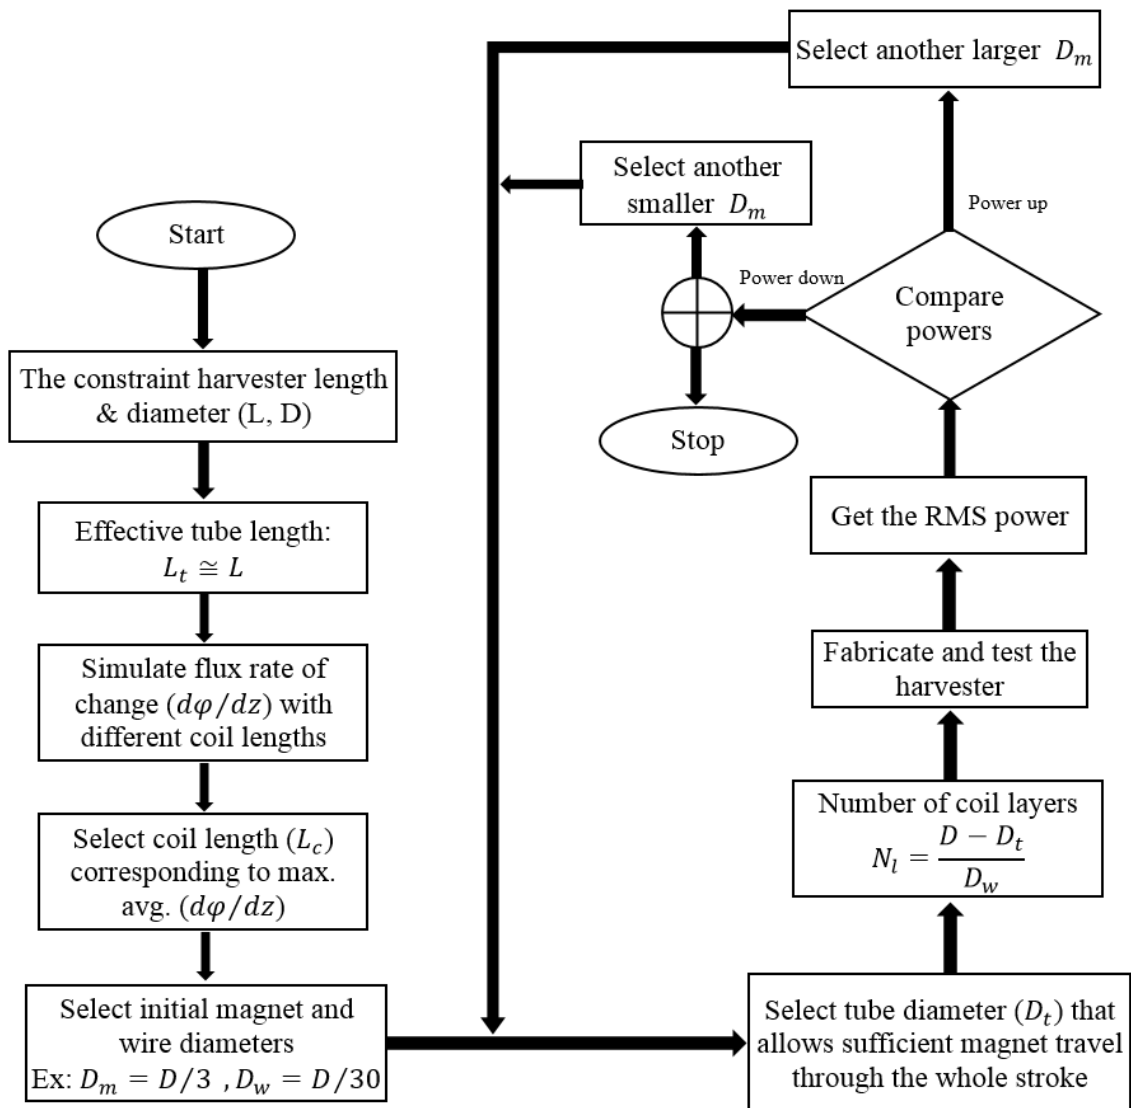 Start
The constraint harvester length
& diameter (L, D)
Effective tube length:
$L_t \cong L$
Simulate flux rate of
change $(d\varphi/dz)$ with
different coil lengths
Select coil length $(L_c)$
corresponding to max.
avg. $(d\varphi/dz)$
Select initial magnet and
wire diameters
Ex: $D_m = D/3$ , $D_w = D/30$
Select tube diameter $(D_t)$ that
allows sufficient magnet travel
through the whole stroke
Number of coil layers
$N_l = \frac{D - D_t}{D_w}$
Fabricate and test the
harvester
Get the RMS power
Compare
powers
Power up
Select another larger $D_m$
Power down
Select another
smaller $D_m$
Stop